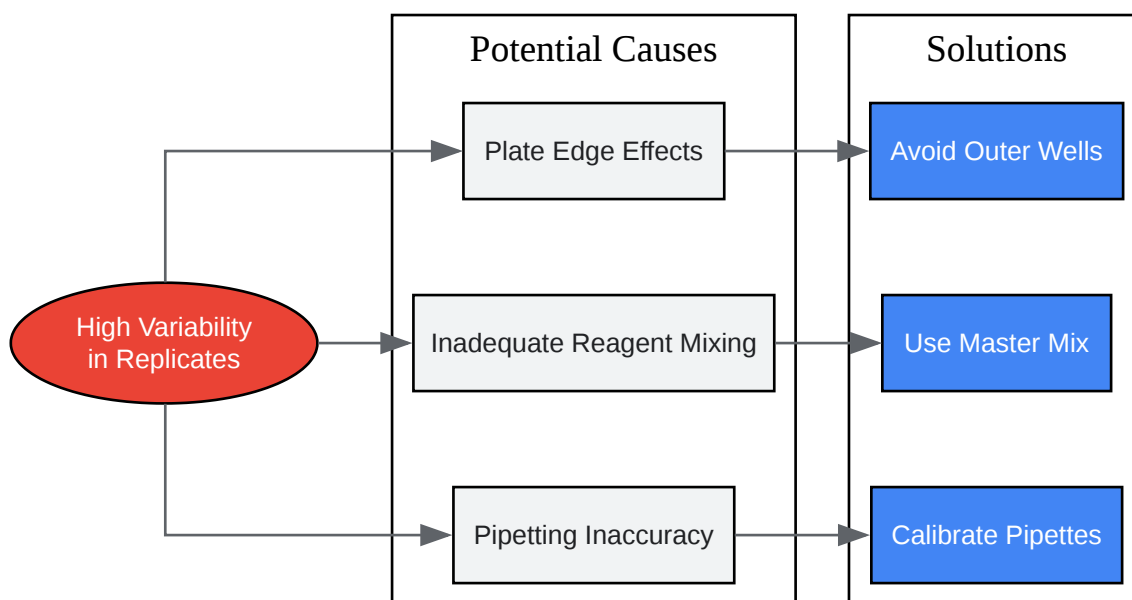 Potential Causes
Solutions
Plate Edge Effects
Avoid Outer Wells
High Variability
in Replicates
Inadequate Reagent Mixing
Use Master Mix
Pipetting Inaccuracy
Calibrate Pipettes